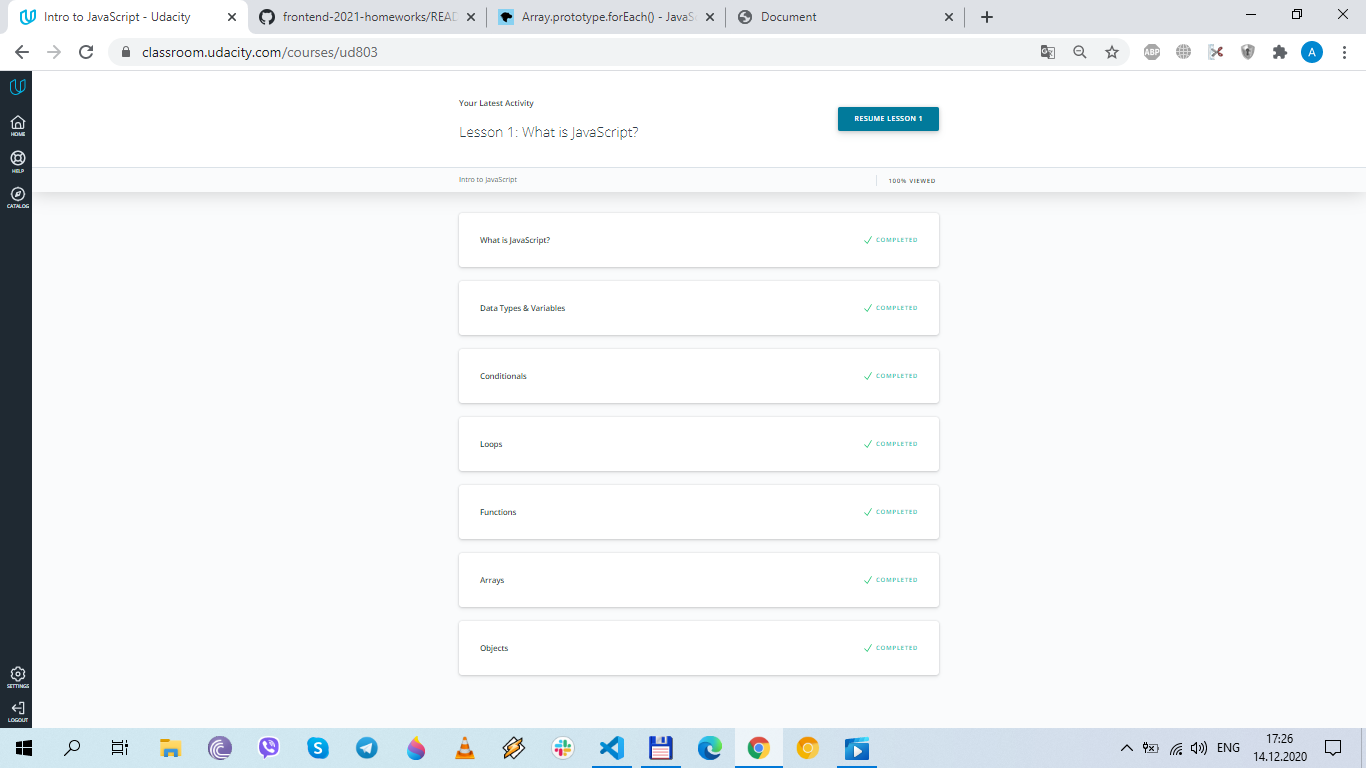 Intro to JavaScript - Udacity
frontend-2021-homeworks/READ
Array.prototype.forEach() - JavaS
Document
classroom.udacity.com/courses/ud803
ABP
A
HOME
HELP
CATALOG
SETTINGS
LOGOUT
Your Latest Activity
Lesson 1: What is JavaScript?
RESUME LESSON 1
Intro to JavaScript
100% VIEWED
What is JavaScript?
COMPLETED
Data Types & Variables
COMPLETED
Conditionals
COMPLETED
Loops
COMPLETED
Functions
COMPLETED
Arrays
COMPLETED
Objects
COMPLETED
ENG
17:26
14.12.2020